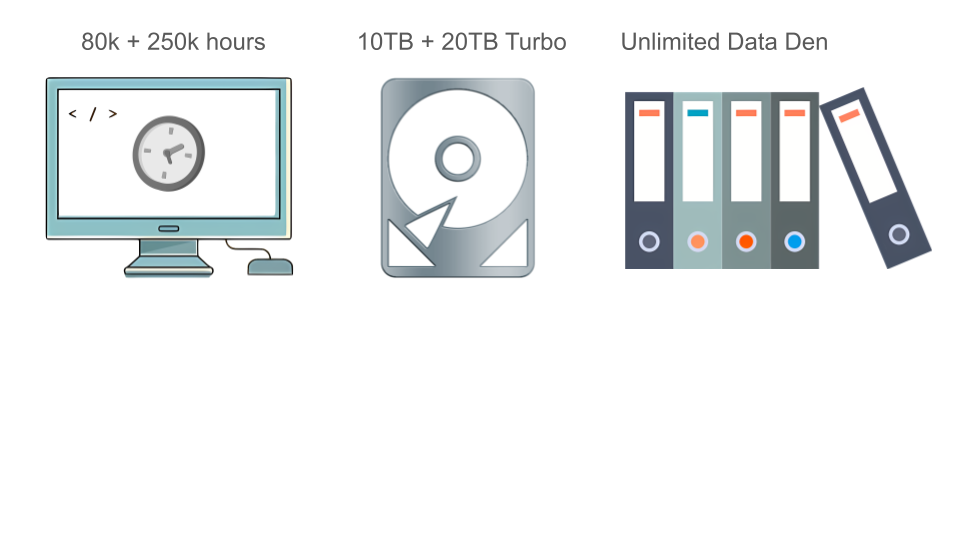 80k + 250k hours
10TB + 20TB Turbo
Unlimited Data Den
< / >